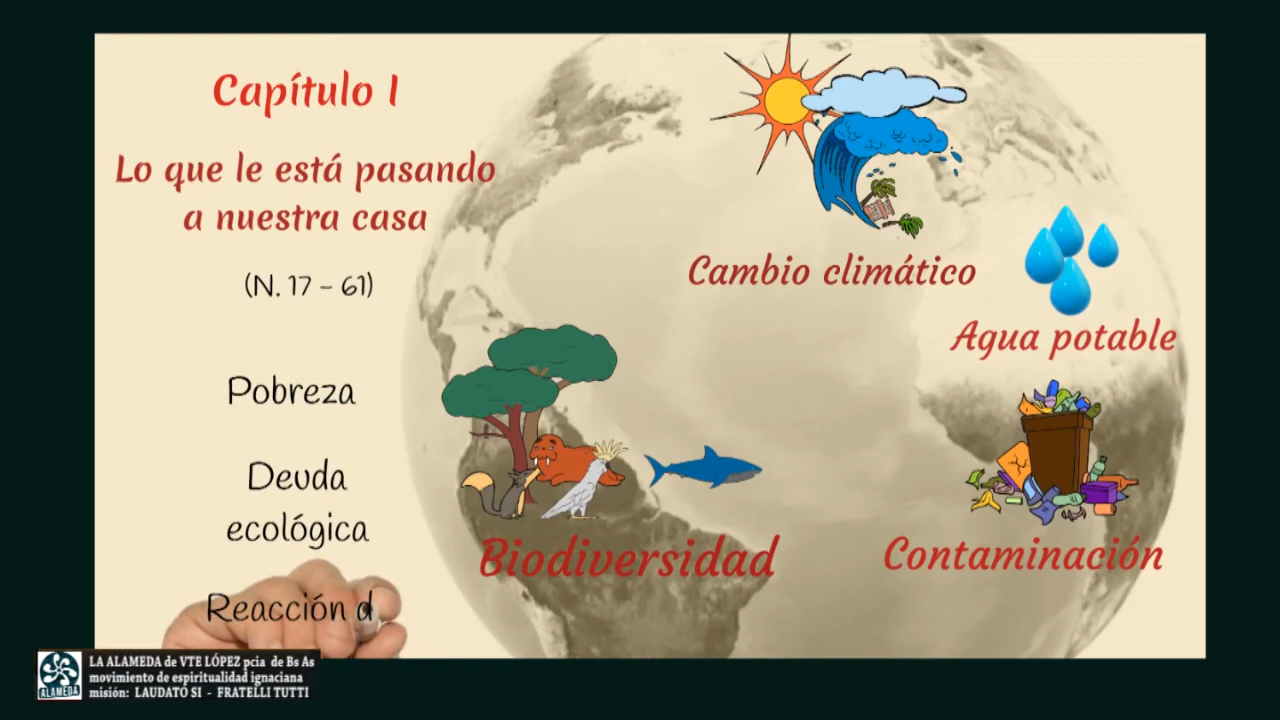 Capítulo I
Lo que le está pasando
a nuestra casa
(N. 17 - 61)
Pobreza
Deuda
ecológica
Reacción d
Cambio climático
Agua potable
Biodiversidad
Contaminación
ALAMEDA
LA ALAMEDA de VTE LÓPEZ pcia de Bs As
movimiento de espiritualidad ignaciana
misión: LAUDATO SI - FRATELLI TUTTI